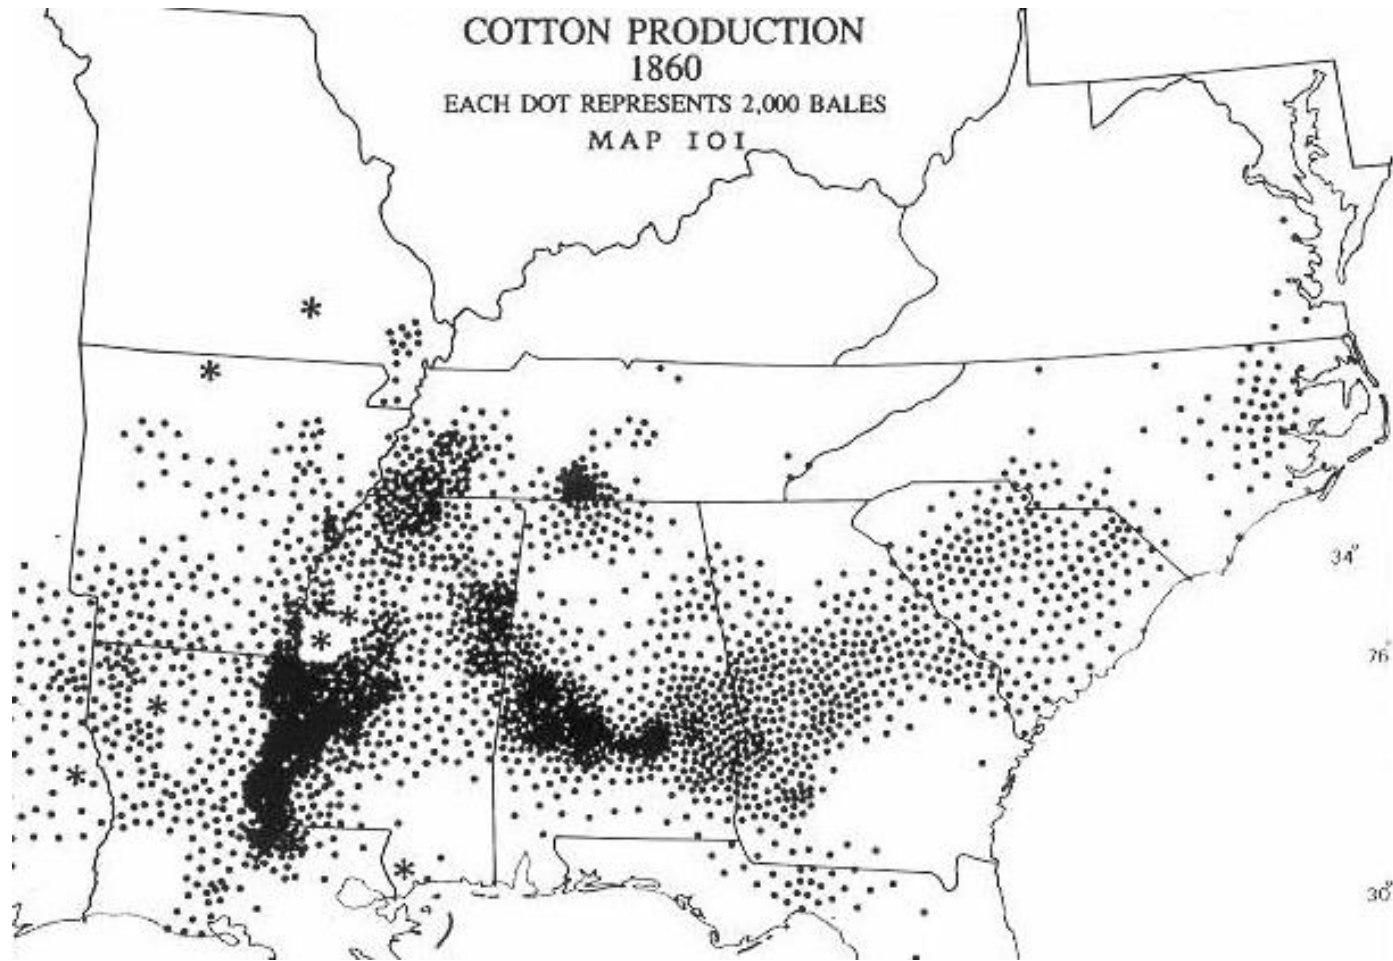 COTTON PRODUCTION
1860
EACH DOT REPRESENTS 2,000 BALES
MAP 101
34°
76°
30°